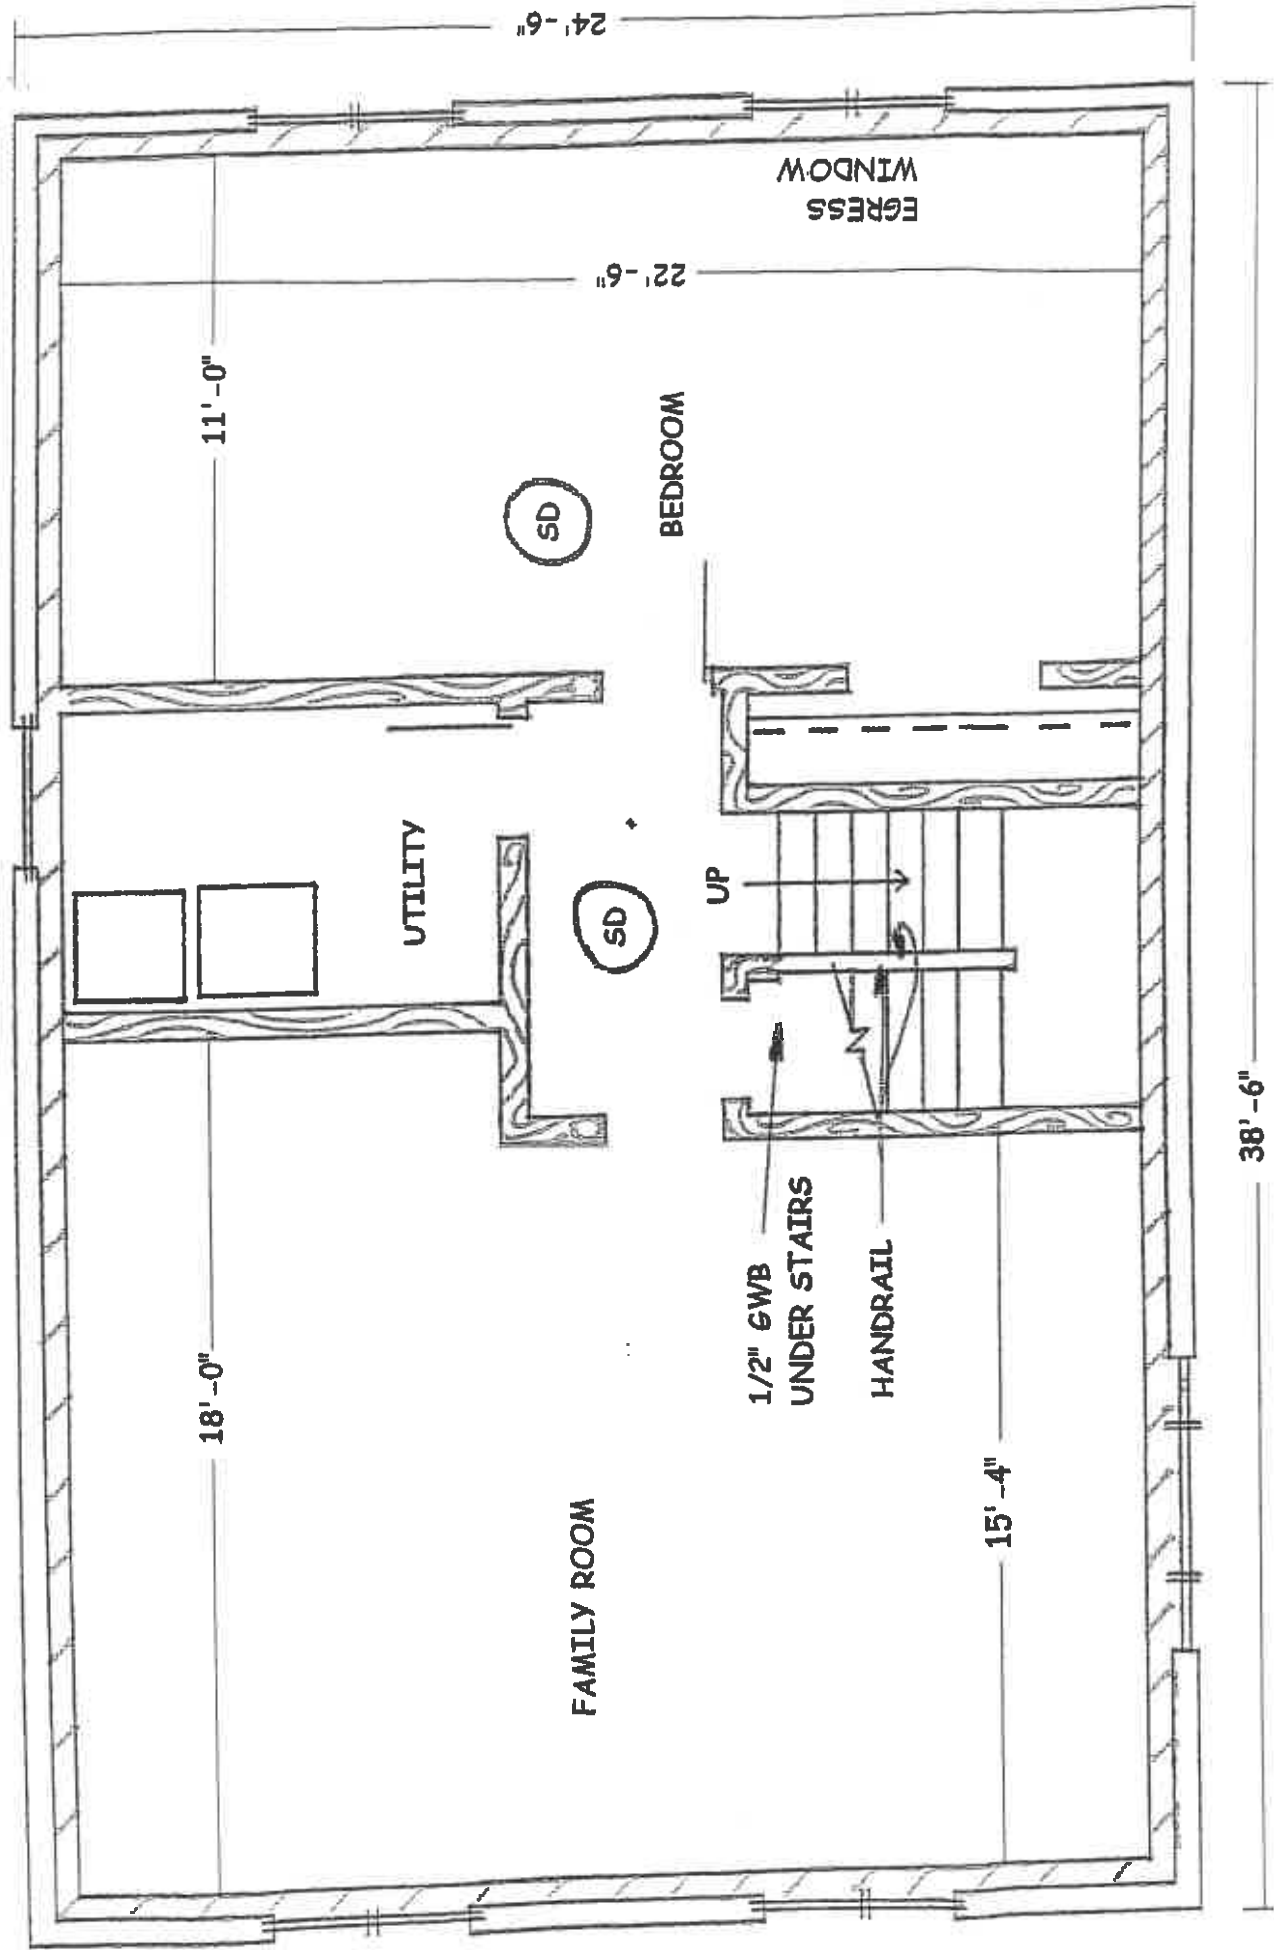 24'-6"
EGRESS
WINDOW
22'-6"
11'-0"
BEDROOM
SD
UTILITY
SD
UP
18'-0"
1/2" GWB
UNDER STAIRS
HANDRAIL
15'-4"
FAMILY ROOM
38'-6"